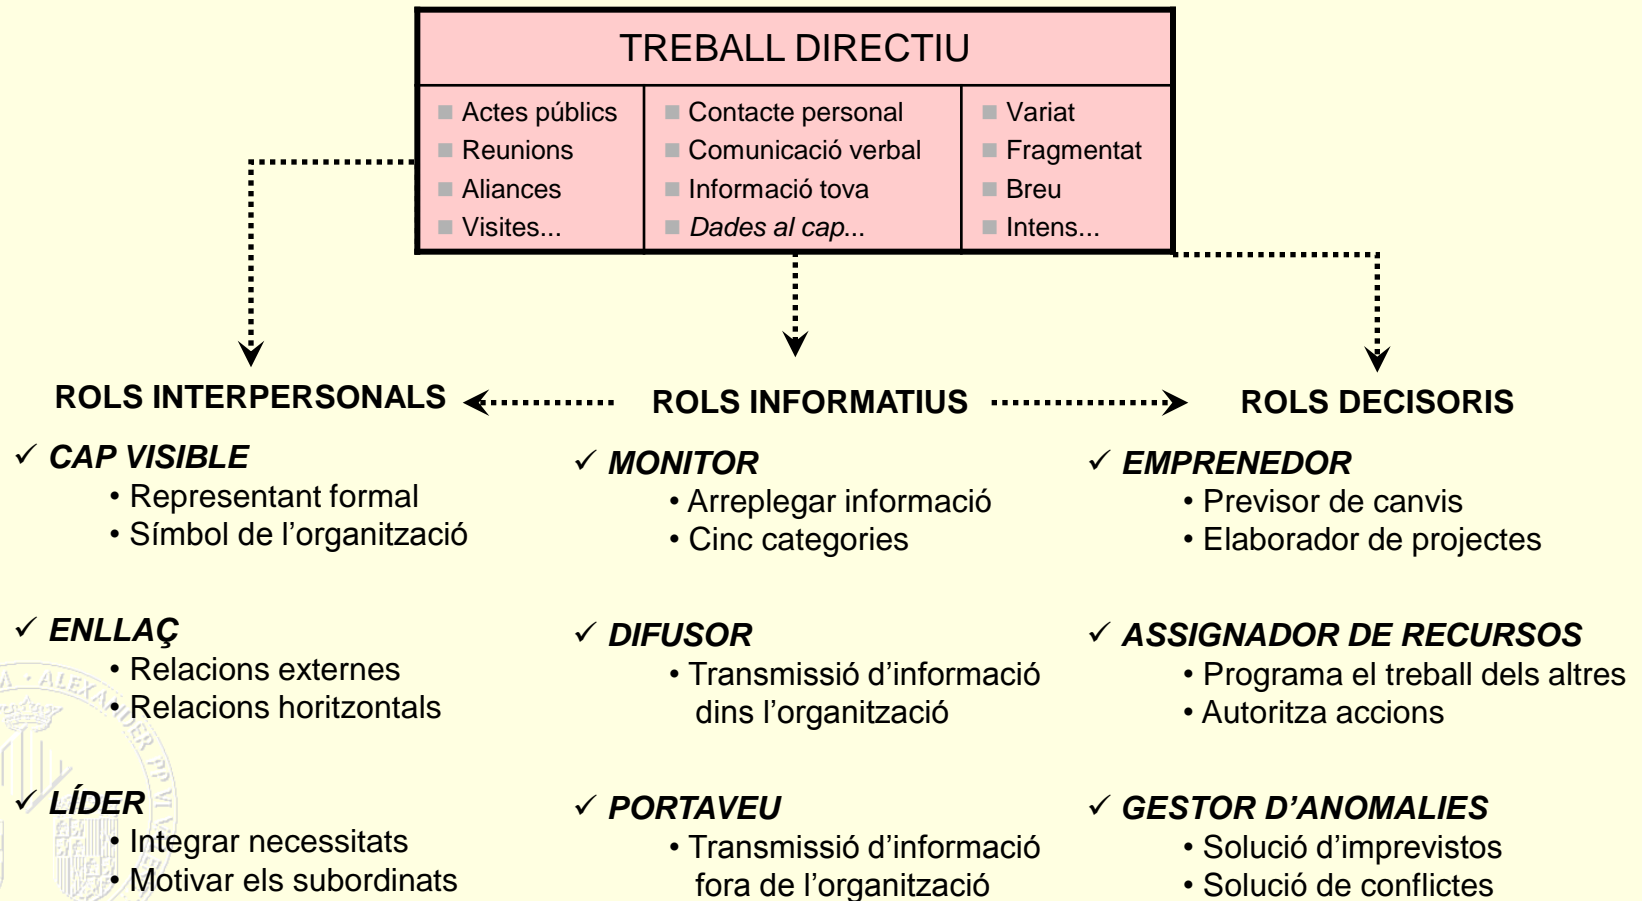 TREBALL DIRECTIU
Actes públics
Reunions
Aliances
Visites...
Contacte personal
Comunicació verbal
Informació tova
Dades al cap...
Variat
Fragmentat
Breu
Intens...
ROLS INTERPERSONALS
✓ CAP VISIBLE
• Representant formal
• Símbol de l’organització
✓ ENLLAÇ
• Relacions externes
• Relacions horitzontals
✓ LÍDER
• Integrar necessitats
• Motivar els subordinats
ROLS INFORMATIUS
✓ MONITOR
• Arreplegar informació
• Cinc categories
✓ DIFUSOR
• Transmissió d’informació
dins l’organització
✓ PORTAVEU
• Transmissió d’informació
fora de l’organització
ROLS DECISORIS
✓ EMPRENEDOR
• Previsor de canvis
• Elaborador de projectes
✓ ASSIGNADOR DE RECURSOS
• Programa el treball dels altres
• Autoritza accions
✓ GESTOR D’ANOMALIES
• Solució d’imprevistos
• Solució de conflictes
ALEXANDER PP VI